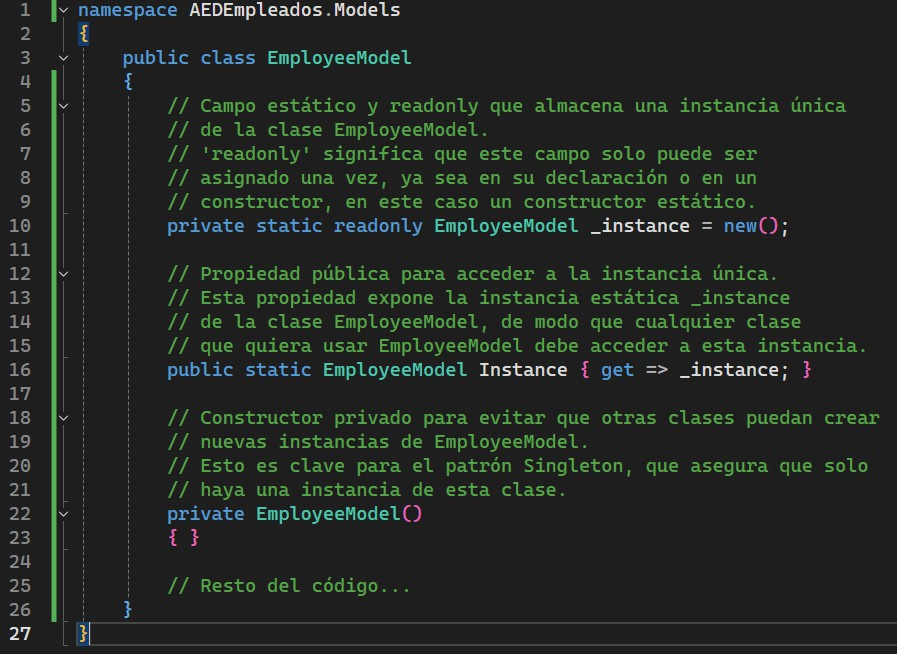 1 namespace AEDEmpleados.Models
2 {
3 public class EmployeeModel
4 {
5 // Campo estático y readonly que almacena una instancia única
6 // de la clase EmployeeModel.
7 // 'readonly' significa que este campo solo puede ser
8 // asignado una vez, ya sea en su declaración o en un
9 // constructor, en este caso un constructor estático.
10 private static readonly EmployeeModel _instance = new();
11
12 // Propiedad pública para acceder a la instancia única.
13 // Esta propiedad expone la instancia estática _instance
14 // de la clase EmployeeModel, de modo que cualquier clase
15 // que quiera usar EmployeeModel debe acceder a esta instancia.
16 public static EmployeeModel Instance { get => _instance; }
17
18 // Constructor privado para evitar que otras clases puedan crear
19 // nuevas instancias de EmployeeModel.
20 // Esto es clave para el patrón Singleton, que asegura que solo
21 // haya una instancia de esta clase.
22 private EmployeeModel()
23 { }
24
25 // Resto del código...
26 }
27 }